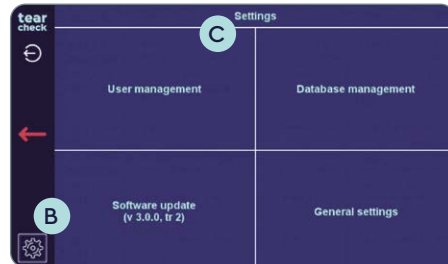 tear
check
Settings
C
User management
Database management
B
Software update
(v 3.0.0, tr 2)
General settings